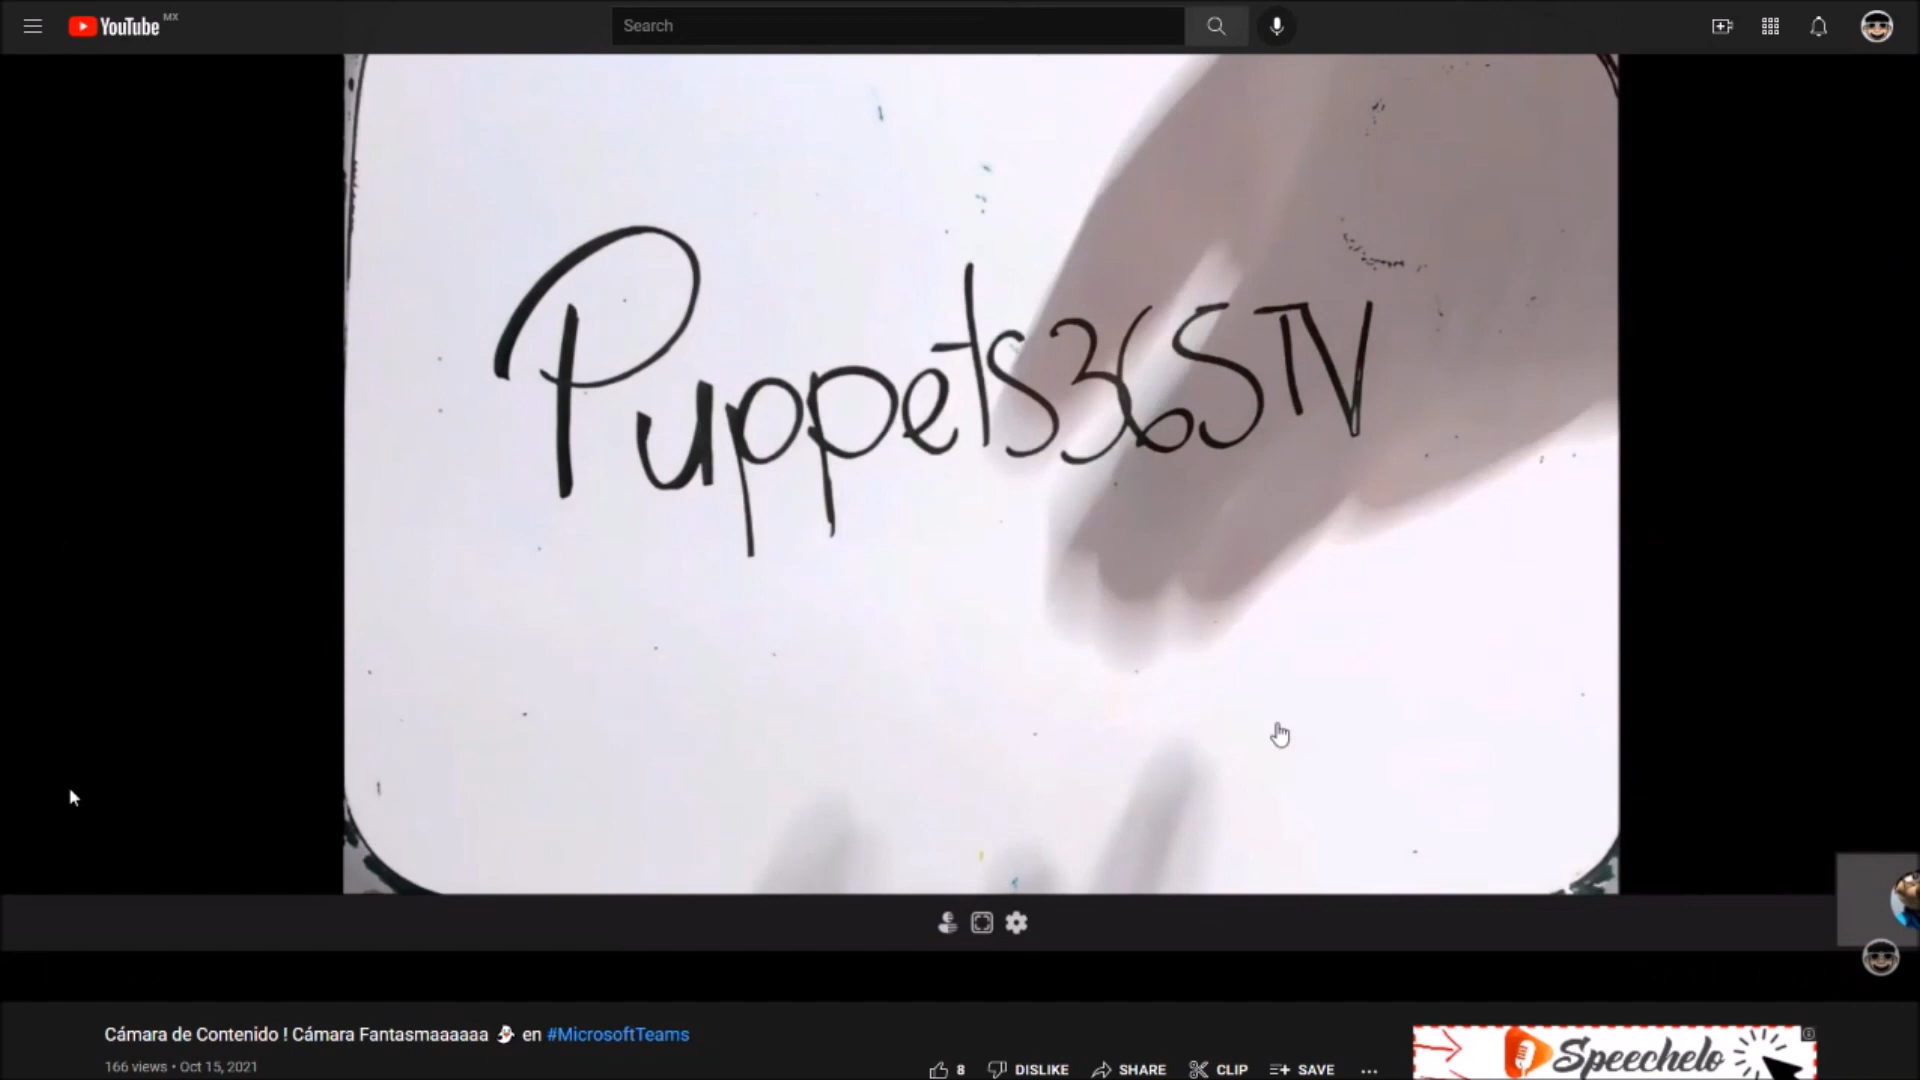 YouTube MX
Search
Puppets365TV
Cámara de Contenido ! Cámara Fantasmaaaaaa 👻 en #MicrosoftTeams
166 views • Oct 15, 2021
8 DISLIKE SHARE CLIP SAVE ...
Speechelo